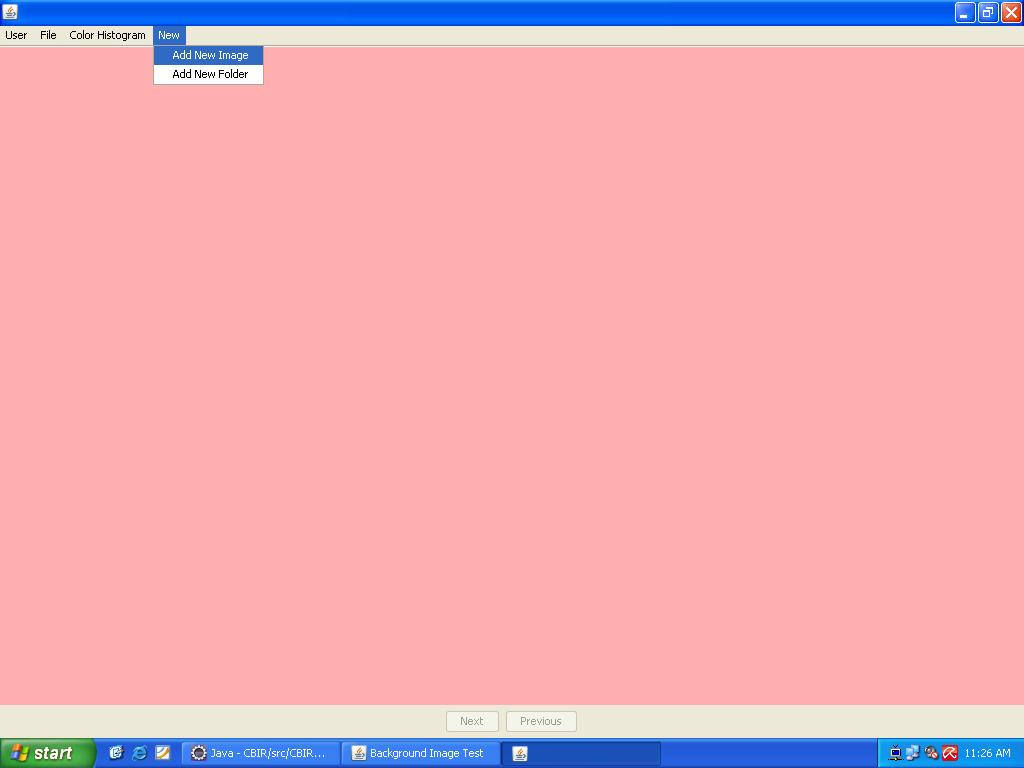 User File Color Histogram New
Add New Image
Add New Folder
Next Previous
start Java - CBIR/src/CBIR... Background Image Test 11:26 AM